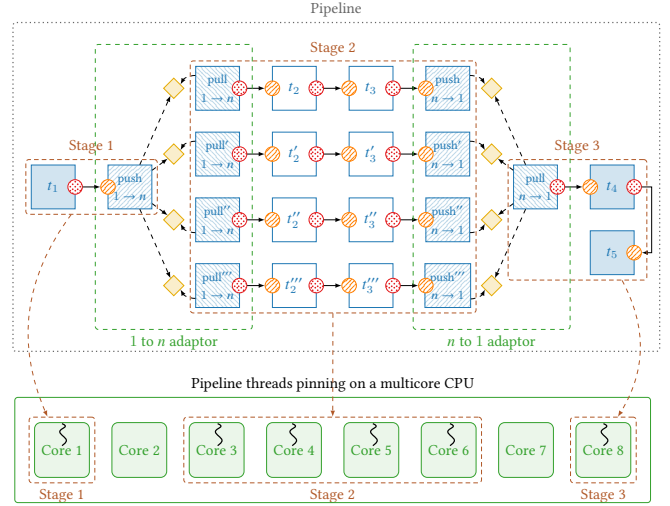 Pipeline
Stage 2
pull
1 → n
t2
t3
push
n → 1
Stage 1
pull′
1 → n
t′2
t′3
push′
n → 1
Stage 3
t1
push
1 → n
pull
n → 1
t4
pull′′
1 → n
t′′2
t′′3
push′′
n → 1
t5
pull′′′
1 → n
t′′′2
t′′′3
push′′′
n → 1
1 to n adaptor
n to 1 adaptor
Pipeline threads pinning on a multicore CPU
Core 1
Core 2
Core 3
Core 4
Core 5
Core 6
Core 7
Core 8
Stage 1
Stage 2
Stage 3